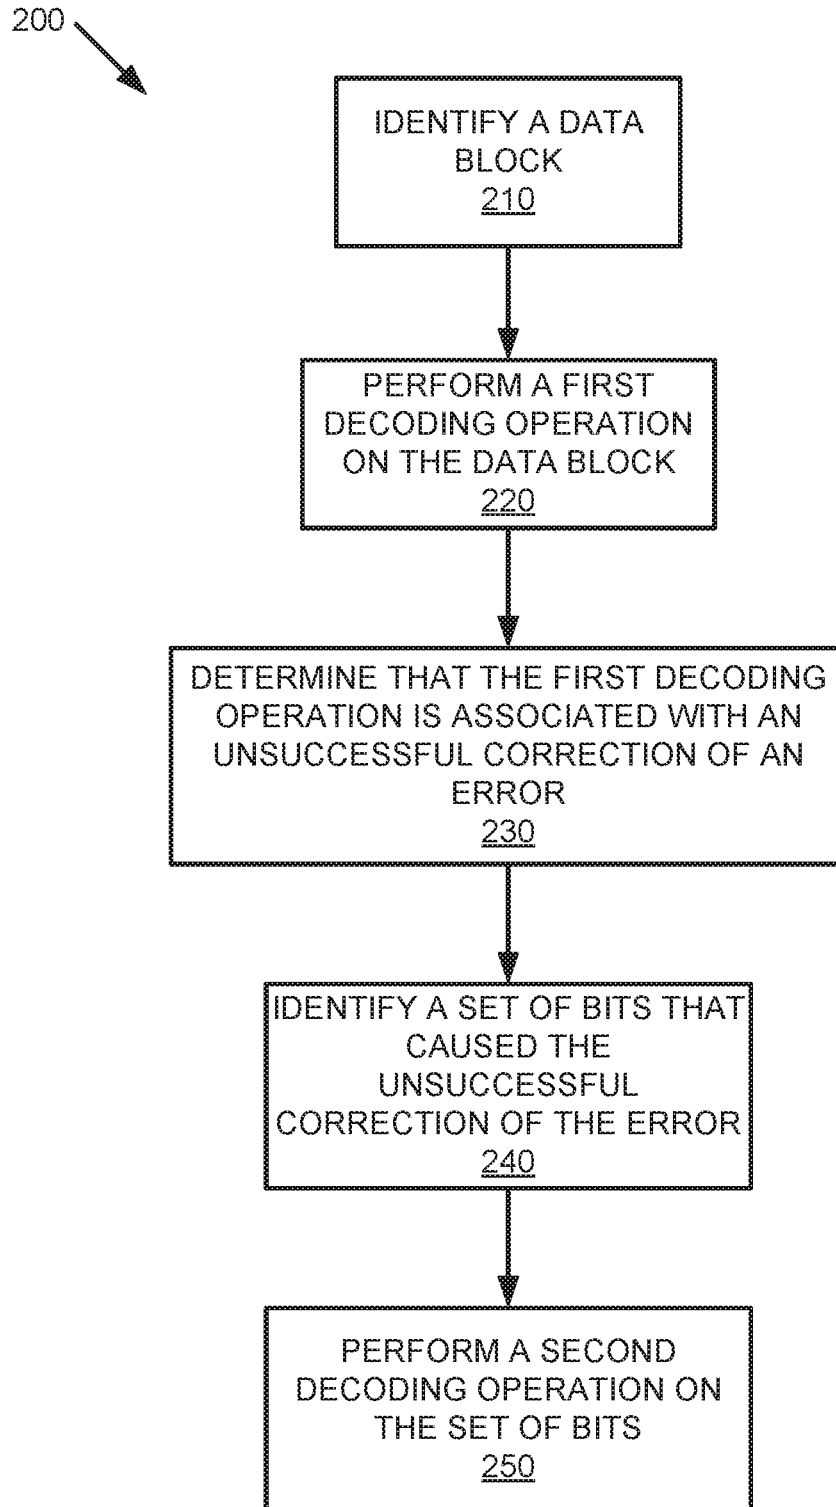 200
IDENTIFY A DATA
BLOCK
210
PERFORM A FIRST
DECODING OPERATION
ON THE DATA BLOCK
220
DETERMINE THAT THE FIRST DECODING
OPERATION IS ASSOCIATED WITH AN
UNSUCCESSFUL CORRECTION OF AN
ERROR
230
IDENTIFY A SET OF BITS THAT
CAUSED THE
UNSUCCESSFUL
CORRECTION OF THE ERROR
240
PERFORM A SECOND
DECODING OPERATION ON
THE SET OF BITS
250